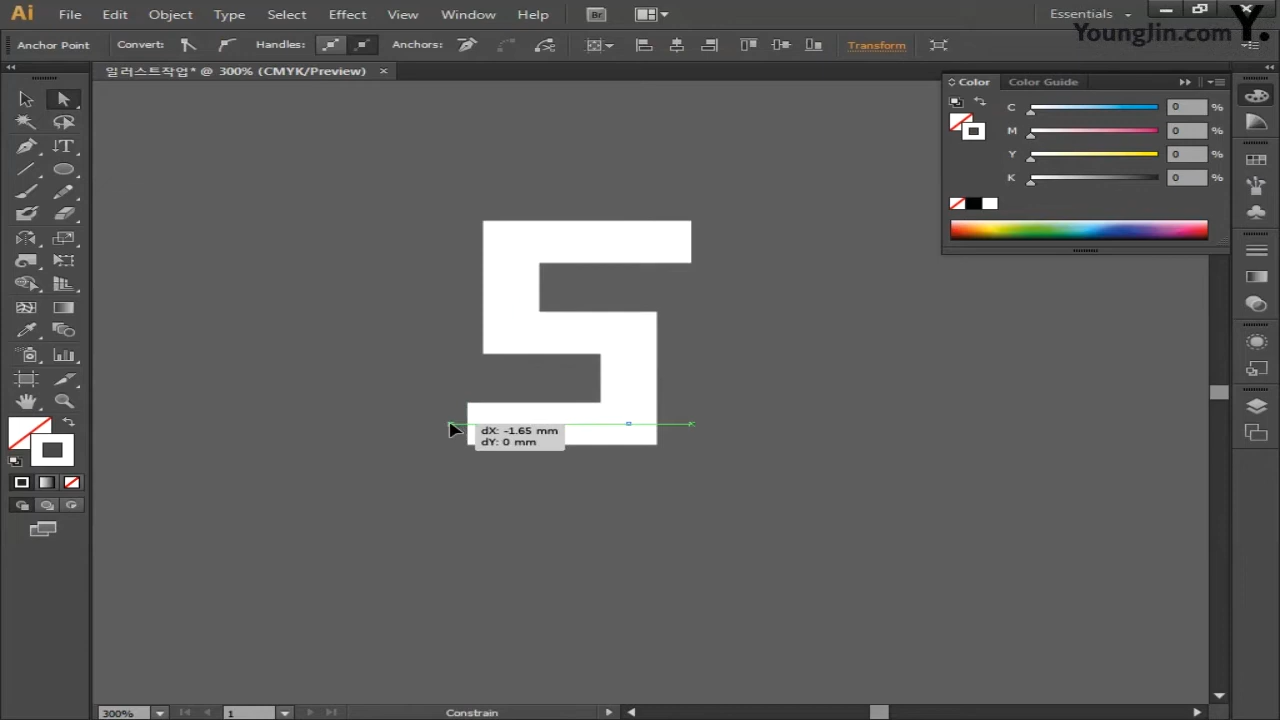 Ai File Edit Object Type Select Effect View Window Help Br Essentials
YoungJin.com Y.
Anchor Point Convert: Handles: Anchors: Transform
일러스트작업* @ 300% (CMYK/Preview) ×
Color Color Guide
C 0 %
M 0 %
Y 0 %
K 0 %
dX: -1.65 mm
dY: 0 mm
300% 1 Constrain